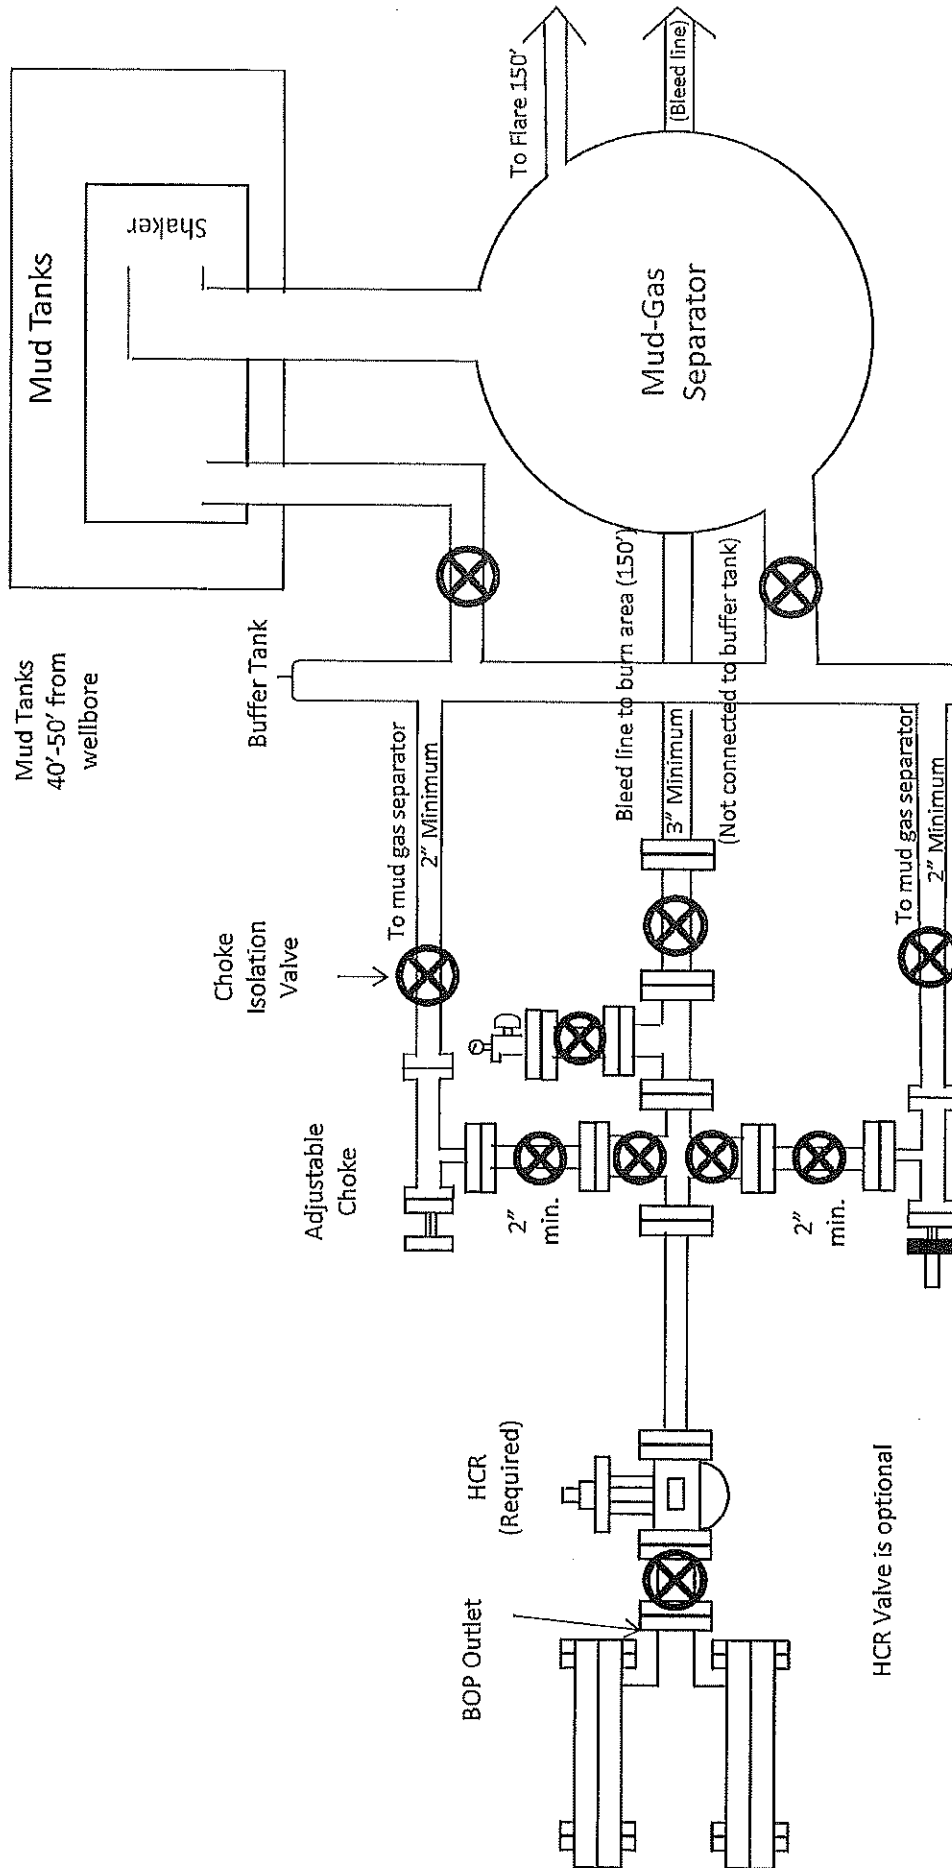 Mud Tanks
Shaker
Mud Tanks
40'-50' from
wellbore
Buffer Tank
To Flare 150'
(Bleed line)
Mud-Gas
Separator
Choke
Isolation
Valve
To mud gas separator
2" Minimum
Bleed line to burn area (150')
3" Minimum
(Not connected to buffer tank)
To mud gas separator
2" Minimum
Adjustable
Choke
2"
min.
2"
min.
HCR
(Required)
BOP Outlet
HCR Valve is optional